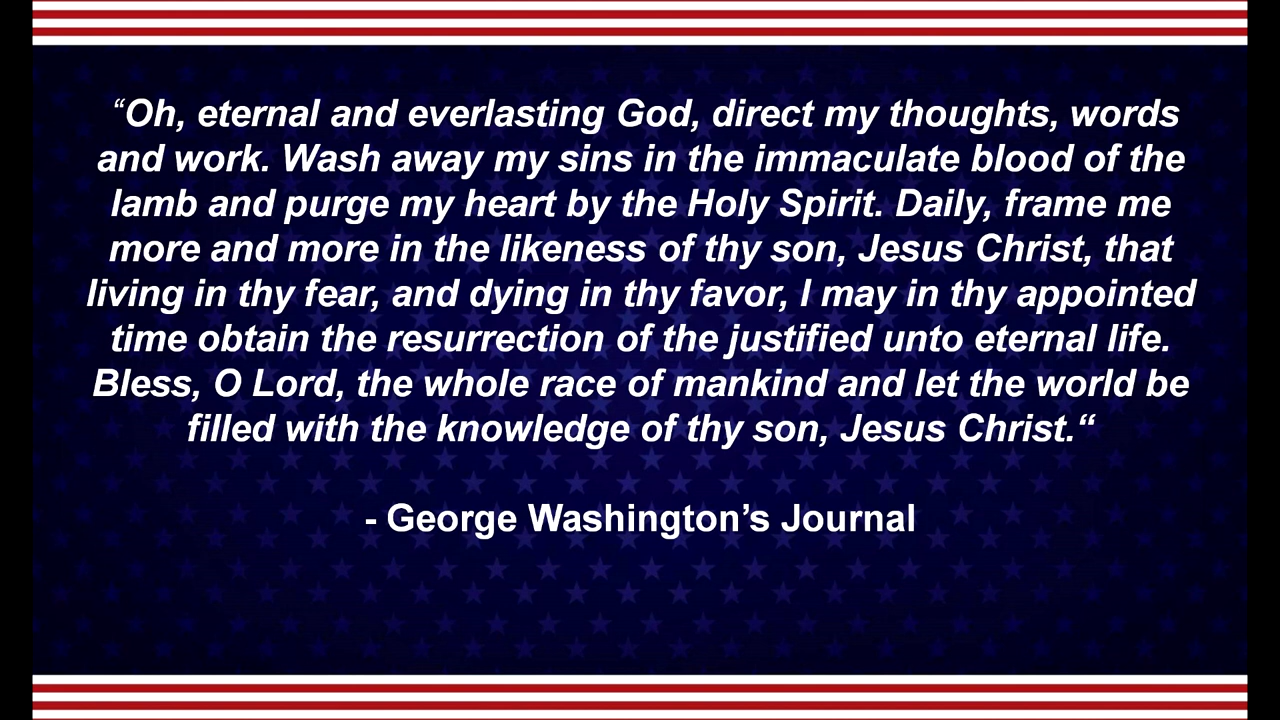 “Oh, eternal and everlasting God, direct my thoughts, words
and work. Wash away my sins in the immaculate blood of the
lamb and purge my heart by the Holy Spirit. Daily, frame me
more and more in the likeness of thy son, Jesus Christ, that
living in thy fear, and dying in thy favor, I may in thy appointed
time obtain the resurrection of the justified unto eternal life.
Bless, O Lord, the whole race of mankind and let the world be
filled with the knowledge of thy son, Jesus Christ.“
- George Washington’s Journal